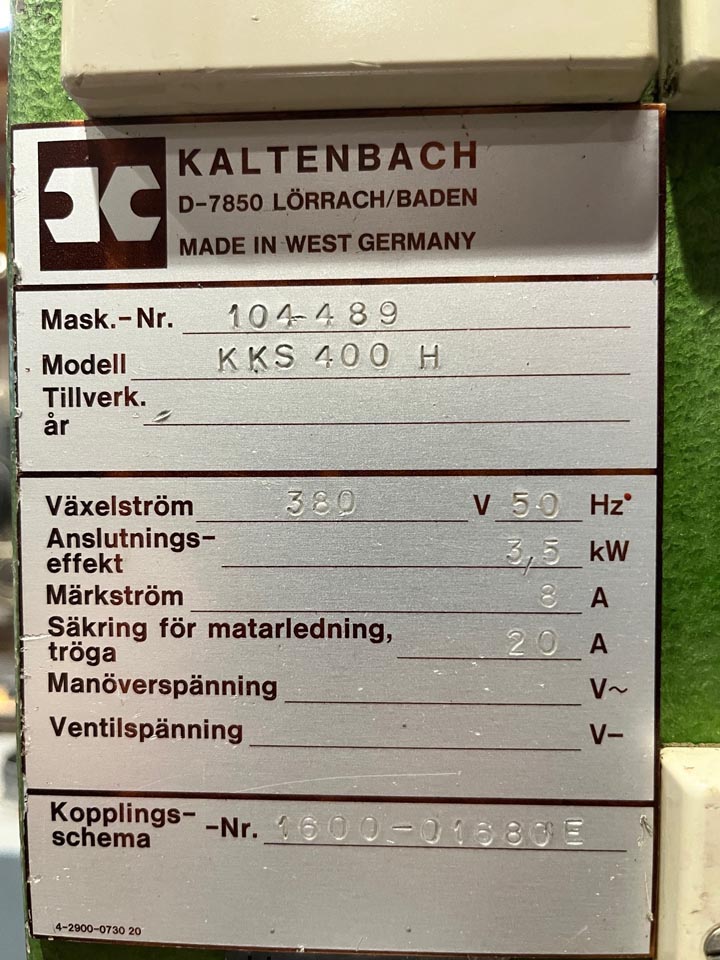 KALTENBACH
D-7850 LÖRRACH/BADEN
MADE IN WEST GERMANY
Mask.-Nr. 104-489
Modell KKS 400 H
Tillverk.
år
Växelström 380 V 50 Hz
Anslutnings-
effekt 3,5 kW
Märkström 8 A
Säkring för matarledning,
tröga 20 A
Manöverspänning V~
Ventilspänning V–
Kopplings-
schema -Nr. 1600-01680E
4-2900-0730 20